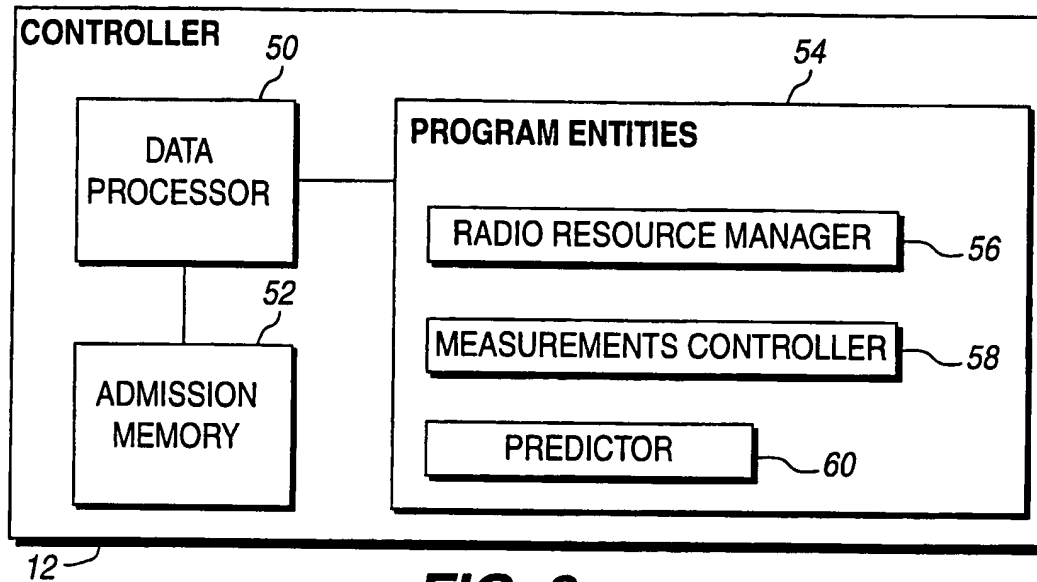 CONTROLLER
50
54
DATA
PROCESSOR
PROGRAM ENTITIES
RADIO RESOURCE MANAGER
56
52
MEASUREMENTS CONTROLLER
58
ADMISSION
MEMORY
PREDICTOR
60
12